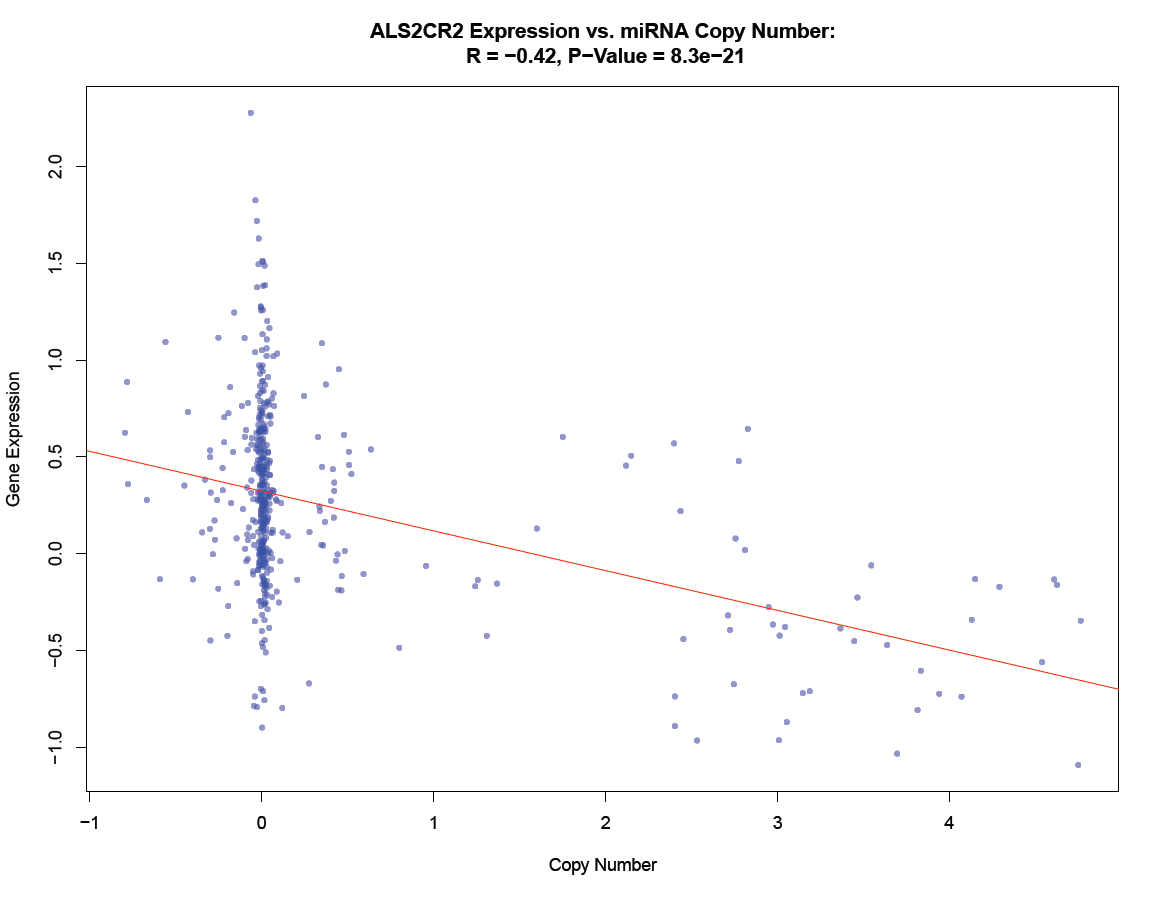 ALS2CR2 Expression vs. miRNA Copy Number:
R = −0.42, P−Value = 8.3e−21
2.0
1.5
1.0
0.5
0.0
−0.5
−1.0
Gene Expression
−1 0 1 2 3 4
Copy Number